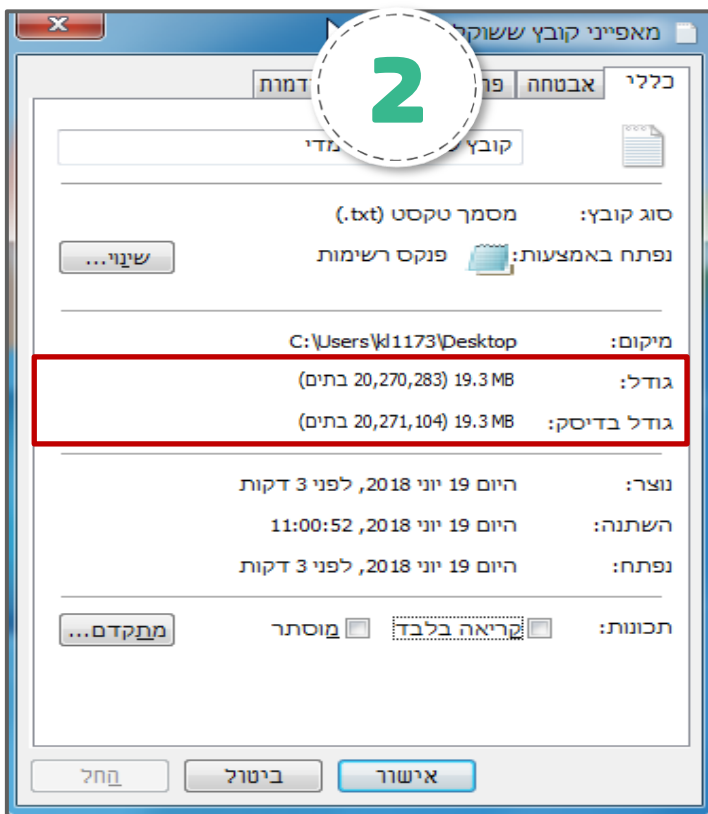 מאפייני קובץ ששוקל
2
כללי אבטחה
קובץ מדי
סוג קובץ: מסמך טקסט (.txt)
נפתח באמצעות: פנקס רשימות שינוי...
מיקום: C:\Users\kl1173\Desktop
גודל: 19.3 MB (20,270,283 בתים)
גודל בדיסק: 19.3 MB (20,271,104 בתים)
נוצר: היום 19 יוני 2018, לפני 3 דקות
השתנה: היום 19 יוני 2018, 11:00:52
נפתח: היום 19 יוני 2018, לפני 3 דקות
תכונות: קריאה בלבד מוסתר מתקדם...
אישור ביטול החל